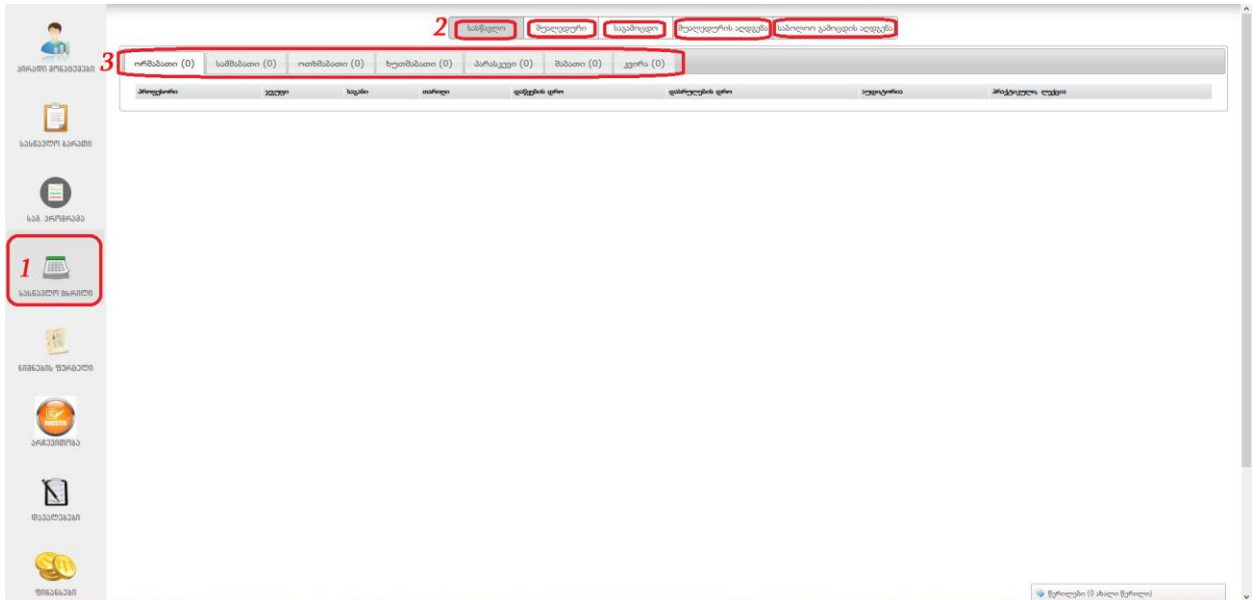 2 სასწავლო შუალედური საგამოცდო შუალედურის აღდგენა საბოლოო გამოცდის აღდგენა
3 ორშაბათი (0) სამშაბათი (0) ოთხშაბათი (0) ხუთშაბათი (0) პარასკევი (0) შაბათი (0) კვირა (0)
პროფესორი ჯგუფი საგანი თარიღი დაწყების დრო დასრულების დრო აუდიტორია პრაქტიკული, ლექცია
პირადი მონაცემები
სასწავლო ბარათი
საგ. პროგრამა
1
სასწავლო ცხრილი
ნიშნების ფურცელი
არჩევითობა
დავალებები
ფინანსები
წერილები (0 ახალი წერილი)